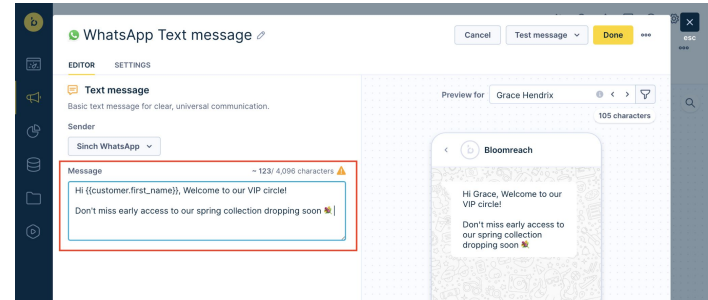 WhatsApp Text message
Cancel
Test message
Done
esc
EDITOR
SETTINGS
Text message
Basic text message for clear, universal communication.
Sender
Sinch WhatsApp
Message
~ 123/ 4,096 characters
Hi {{customer.first_name}}, Welcome to our VIP circle!
Don't miss early access to our spring collection dropping soon 💐
Preview for
Grace Hendrix
105 characters
Bloomreach
Hi Grace, Welcome to our
VIP circle!
Don't miss early access to
our spring collection
dropping soon 💐